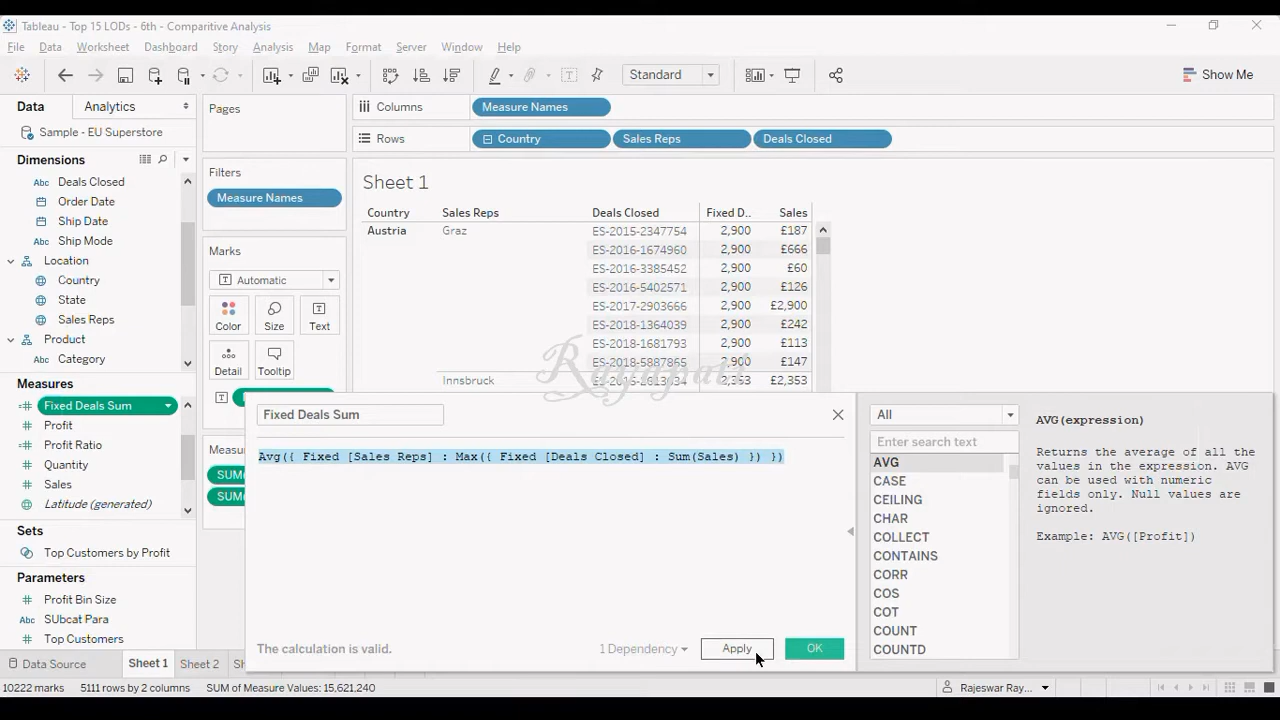 Tableau - Top 15 LODs - 6th - Comparitive Analysis
File Data Worksheet Dashboard Story Analysis Map Format Server Window Help
Standard
Show Me
Data Analytics
Sample - EU Superstore
Dimensions
Abc Deals Closed
Order Date
Ship Date
Abc Ship Mode
Location
Country
State
Sales Reps
Product
Abc Category
Measures
Fixed Deals Sum
Profit
Profit Ratio
Quantity
Sales
Latitude (generated)
Sets
Top Customers by Profit
Parameters
Profit Bin Size
Abc SUbcat Para
Top Customers
Pages
Filters
Measure Names
Marks
Automatic
Color Size Text
Detail Tooltip
Measu
SUM(
SUM(
Columns Measure Names
Rows Country Sales Reps Deals Closed
Sheet 1
Country Sales Reps Deals Closed Fixed D.. Sales
Austria Graz ES-2015-2347754 2,900 £187
ES-2016-1674960 2,900 £666
ES-2016-3385452 2,900 £60
ES-2016-5402571 2,900 £126
ES-2017-2903666 2,900 £2,900
ES-2018-1364039 2,900 £242
ES-2018-1681793 2,900 £113
ES-2018-5887865 2,900 £147
Innsbruck 2,353 £2,353
Fixed Deals Sum
Avg({ Fixed [Sales Reps] : Max({ Fixed [Deals Closed] : Sum(Sales) }) })
The calculation is valid.
1 Dependency
Apply
OK
All
Enter search text
AVG
CASE
CEILING
CHAR
COLLECT
CONTAINS
CORR
COS
COT
COUNT
COUNTD
AVG(expression)
Returns the average of all the
values in the expression. AVG
can be used with numeric
fields only. Null values are
ignored.
Example: AVG([Profit])
Data Source Sheet 1 Sheet 2 Sh
10222 marks 5111 rows by 2 columns SUM of Measure Values: 15,621,240
Rajeswar Ray...